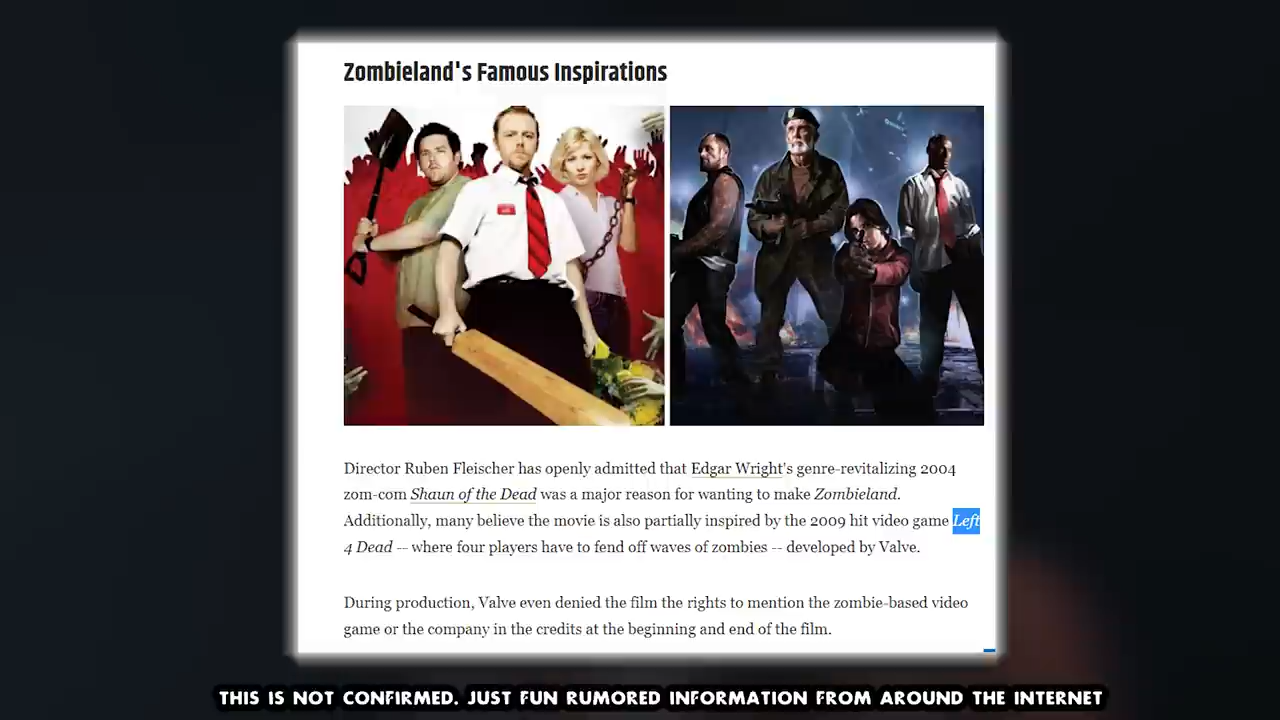 Zombieland's Famous Inspirations
Director Ruben Fleischer has openly admitted that Edgar Wright's genre-revitalizing 2004
zom-com Shaun of the Dead was a major reason for wanting to make Zombieland.
Additionally, many believe the movie is also partially inspired by the 2009 hit video game Left
4 Dead -- where four players have to fend off waves of zombies -- developed by Valve.
During production, Valve even denied the film the rights to mention the zombie-based video
game or the company in the credits at the beginning and end of the film.
THIS IS NOT CONFIRMED. JUST FUN RUMORED INFORMATION FROM AROUND THE INTERNET